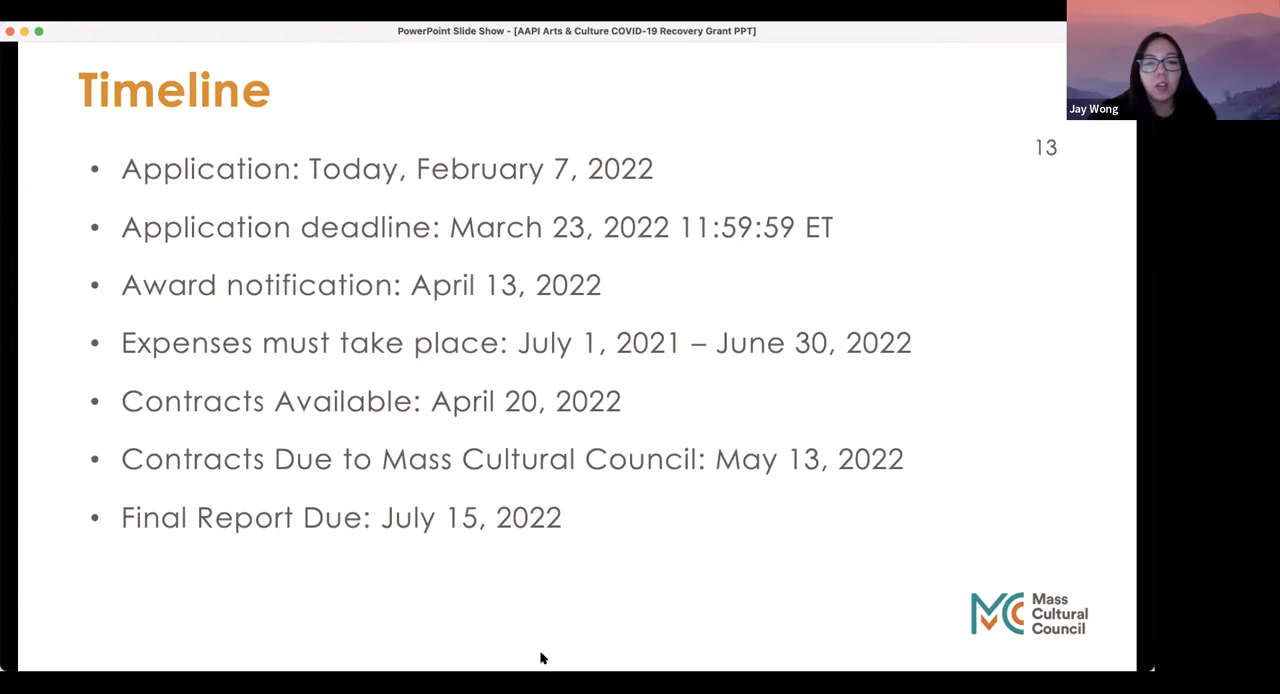 PowerPoint Slide Show - [AAPI Arts & Culture COVID-19 Recovery Grant PPT]
Jay Wong
Timeline
13
• Application: Today, February 7, 2022
• Application deadline: March 23, 2022 11:59:59 ET
• Award notification: April 13, 2022
• Expenses must take place: July 1, 2021 – June 30, 2022
• Contracts Available: April 20, 2022
• Contracts Due to Mass Cultural Council: May 13, 2022
• Final Report Due: July 15, 2022
MCC
Mass
Cultural
Council